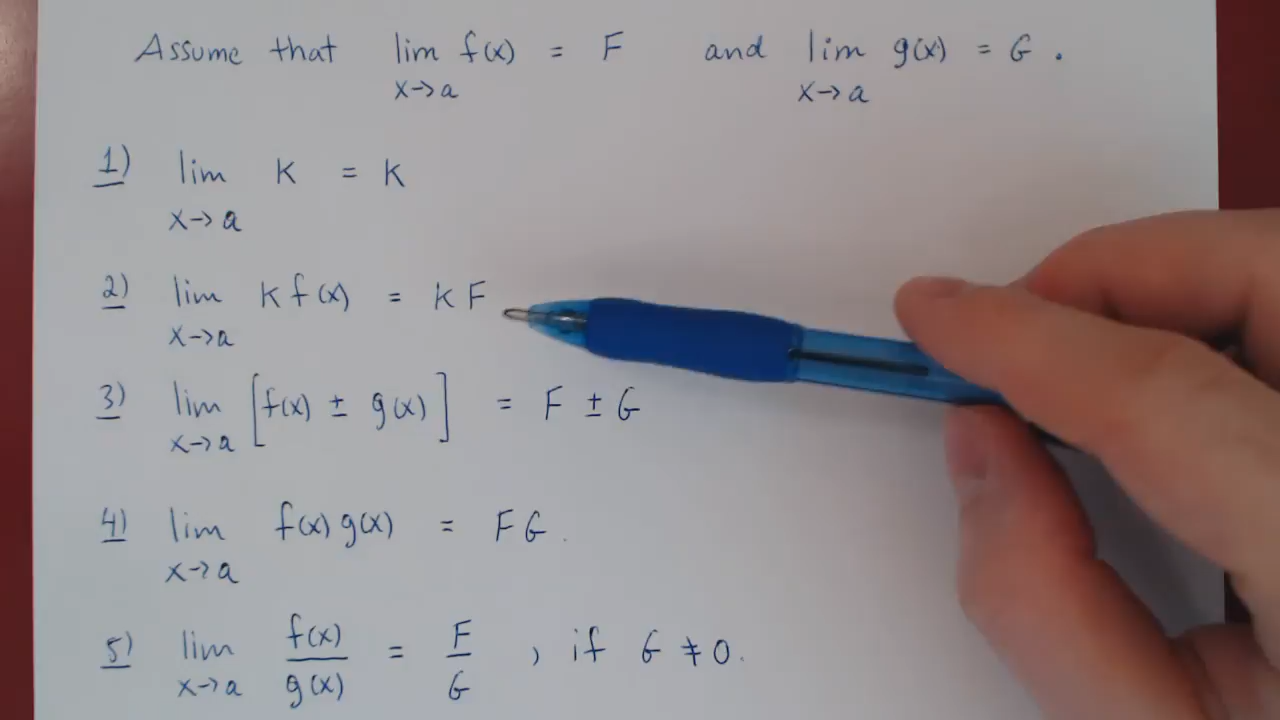 Assume that lim x→a f(x) = F and lim x→a g(x) = G .
1) lim x→a K = K
2) lim x→a K f(x) = K F
3) lim x→a [f(x) ± g(x)] = F ± G
4) lim x→a f(x) g(x) = F G .
5) lim x→a f(x)/g(x) = F/G , if G ≠ 0.